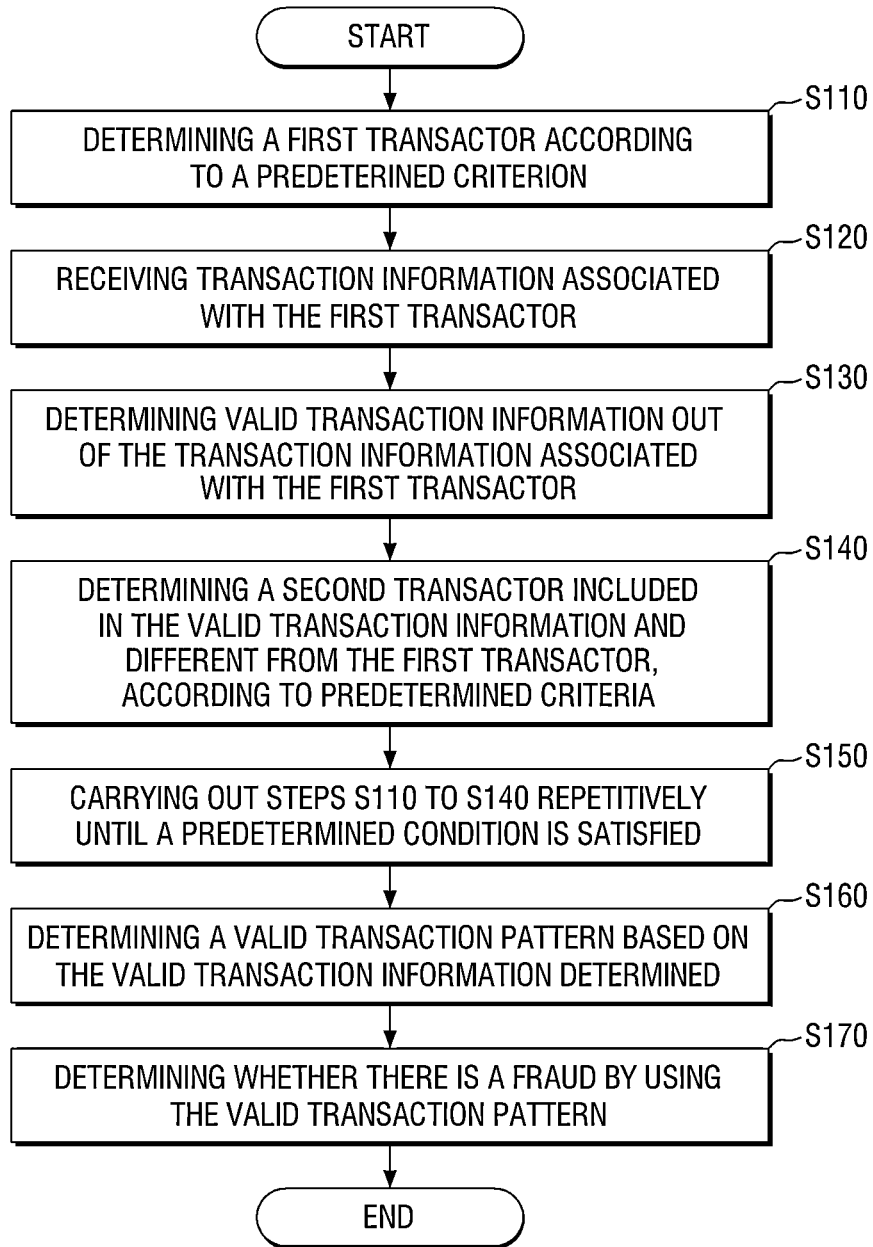 START
S110
DETERMINING A FIRST TRANSACTOR ACCORDING
TO A PREDETERINED CRITERION
S120
RECEIVING TRANSACTION INFORMATION ASSOCIATED
WITH THE FIRST TRANSACTOR
S130
DETERMINING VALID TRANSACTION INFORMATION OUT
OF THE TRANSACTION INFORMATION ASSOCIATED
WITH THE FIRST TRANSACTOR
S140
DETERMINING A SECOND TRANSACTOR INCLUDED
IN THE VALID TRANSACTION INFORMATION AND
DIFFERENT FROM THE FIRST TRANSACTOR,
ACCORDING TO PREDETERMINED CRITERIA
S150
CARRYING OUT STEPS S110 TO S140 REPETITIVELY
UNTIL A PREDETERMINED CONDITION IS SATISFIED
S160
DETERMINING A VALID TRANSACTION PATTERN BASED ON
THE VALID TRANSACTION INFORMATION DETERMINED
S170
DETERMINING WHETHER THERE IS A FRAUD BY USING
THE VALID TRANSACTION PATTERN
END